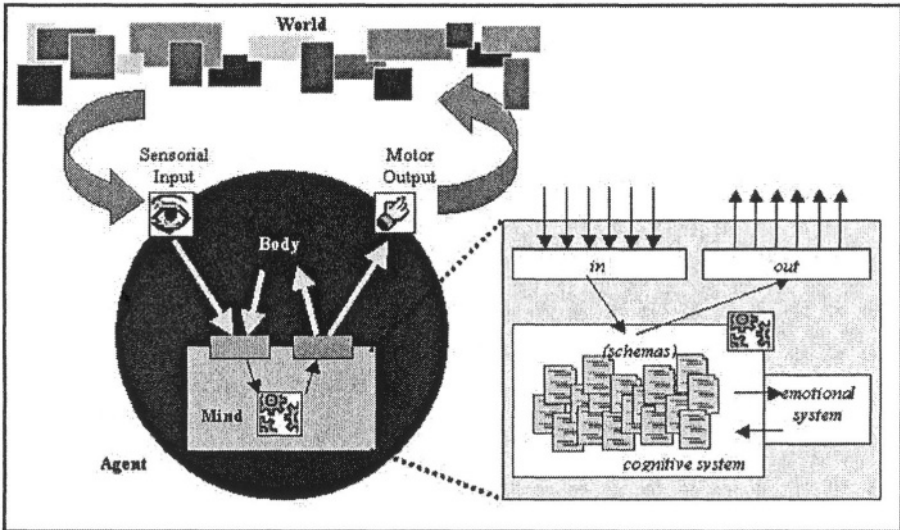 World
Sensorial
Input
Motor
Output
Body
Mind
Agent
in
out
(schemas)
emotional
system
cognitive system